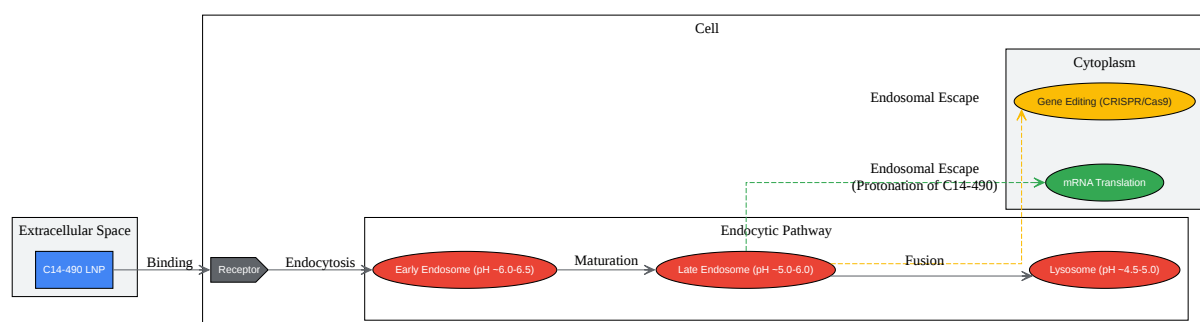 Cell
Cytoplasm
Endosomal Escape
Gene Editing (CRISPR/Cas9)
Endosomal Escape
(Protonation of C14-490)
mRNA Translation
Extracellular Space
Endocytic Pathway
C14-490 LNP
Binding
Receptor
Endocytosis
Early Endosome (pH ~6.0-6.5)
Maturation
Late Endosome (pH ~5.0-6.0)
Fusion
Lysosome (pH ~4.5-5.0)